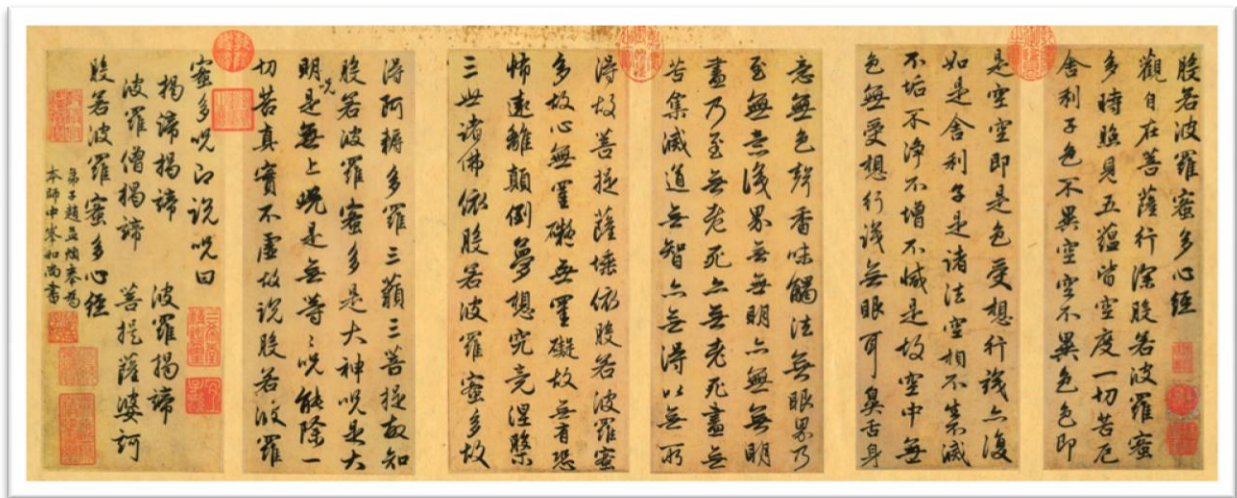 般若波羅蜜多心經
觀自在菩薩行深般若波羅蜜
多時照見五蘊皆空度一切苦厄
舍利子色不異空空不異色色即
是空空即是色受想行識亦復
如是舍利子是諸法空相不生不滅
不垢不淨不增不減是故空中無
色無受想行識無眼耳鼻舌身
意無色聲香味觸法無眼界乃
至無意識界無無明亦無無明
盡乃至無老死亦無老死盡無
苦集滅道無智亦無得以無所
得故菩提薩埵依般若波羅蜜
多故心無罣礙無罣礙故無有恐
怖遠離顛倒夢想究竟涅槃
三世諸佛依般若波羅蜜多故
得阿耨多羅三藐三菩提故知
般若波羅蜜多是大神呪是大
明呪是無上呪是無等〻呪能除一
切苦真實不虛故說般若波羅
蜜多呪即說呪曰
揭諦揭諦 波羅揭諦
波羅僧揭諦 菩提薩婆訶
般若波羅蜜多心經
弟子趙孟頫奉爲
本師中峯和尚書